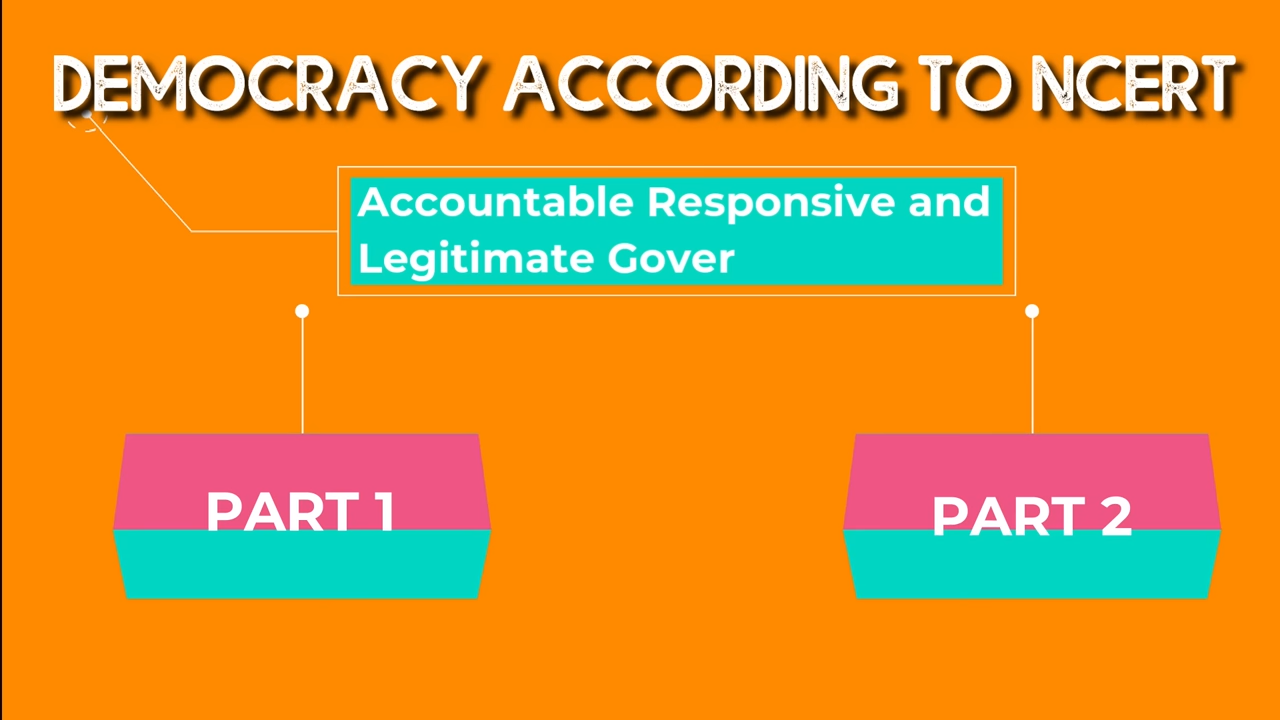 DEMOCRACY ACCORDING TO NCERT
Accountable Responsive and
Legitimate Gover
PART 1
PART 2